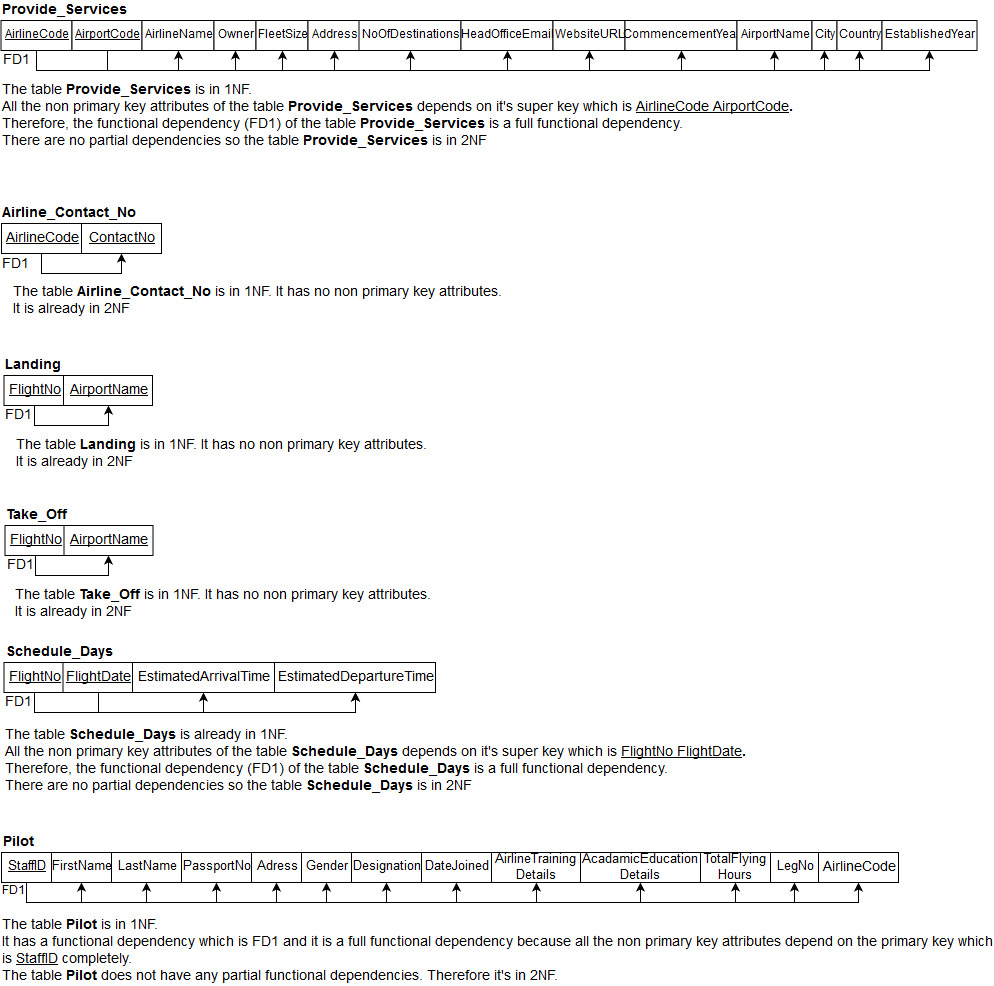 Provide_Services
AirlineCode AirportCode AirlineName Owner FleetSize Address NoOfDestinations HeadOfficeEmail WebsiteURL CommencementYea AirportName City Country EstablishedYear
FD1
The table Provide_Services is in 1NF.
All the non primary key attributes of the table Provide_Services depends on it's super key which is AirlineCode AirportCode.
Therefore, the functional dependency (FD1) of the table Provide_Services is a full functional dependency.
There are no partial dependencies so the table Provide_Services is in 2NF
Airline_Contact_No
AirlineCode ContactNo
FD1
The table Airline_Contact_No is in 1NF. It has no non primary key attributes.
It is already in 2NF
Landing
FlightNo AirportName
FD1
The table Landing is in 1NF. It has no non primary key attributes.
It is already in 2NF
Take_Off
FlightNo AirportName
FD1
The table Take_Off is in 1NF. It has no non primary key attributes.
It is already in 2NF
Schedule_Days
FlightNo FlightDate EstimatedArrivalTime EstimatedDepartureTime
FD1
The table Schedule_Days is already in 1NF.
All the non primary key attributes of the table Schedule_Days depends on it's super key which is FlightNo FlightDate.
Therefore, the functional dependency (FD1) of the table Schedule_Days is a full functional dependency.
There are no partial dependencies so the table Schedule_Days is in 2NF
Pilot
StaffID FirstName LastName PassportNo Adress Gender Designation DateJoined AirlineTraining Details AcadamicEducation Details TotalFlying Hours LegNo AirlineCode
FD1
The table Pilot is in 1NF.
It has a functional dependency which is FD1 and it is a full functional dependency because all the non primary key attributes depend on the primary key which
is StaffID completely.
The table Pilot does not have any partial functional dependencies. Therefore it's in 2NF.